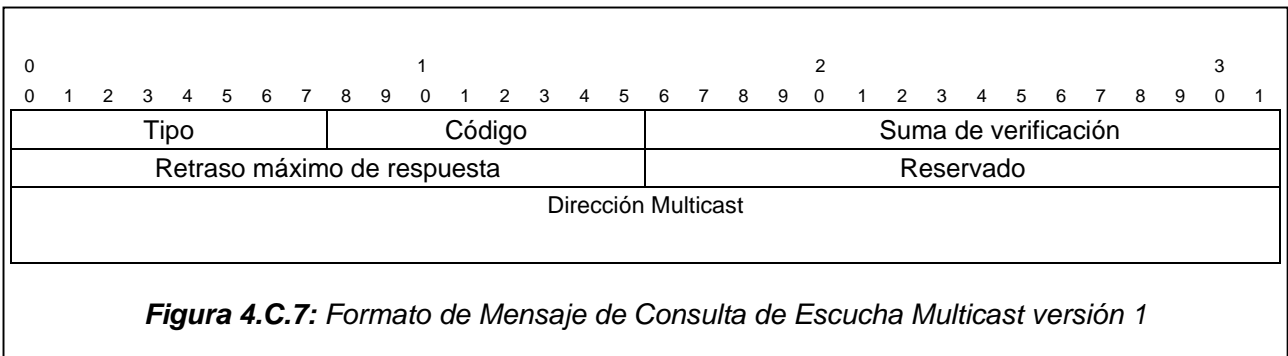 0 1 2 3
0 1 2 3 4 5 6 7 8 9 0 1 2 3 4 5 6 7 8 9 0 1 2 3 4 5 6 7 8 9 0 1
Tipo Código Suma de verificación
Retraso máximo de respuesta Reservado
Dirección Multicast
Figura 4.C.7: Formato de Mensaje de Consulta de Escucha Multicast versión 1